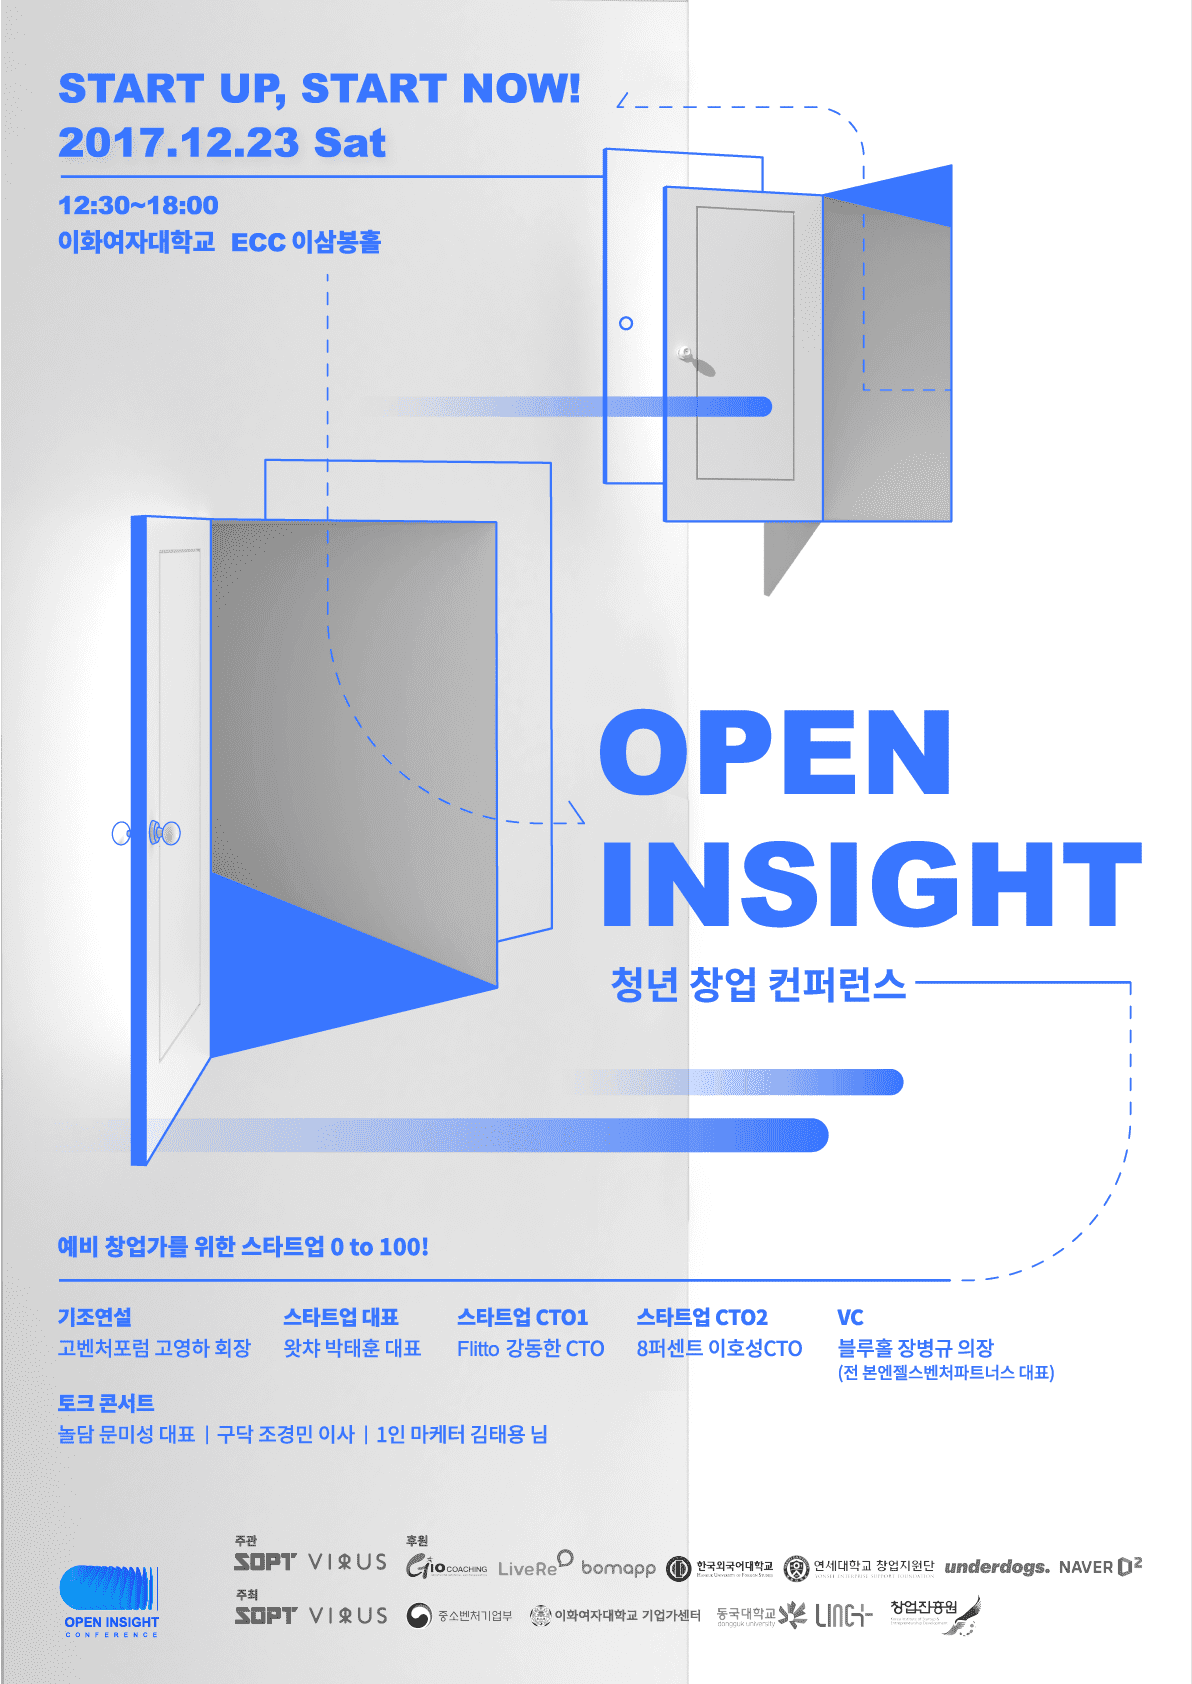 START UP, START NOW!
2017.12.23 Sat
12:30~18:00
이화여자대학교 ECC 이삼봉홀
OPEN
INSIGHT
청년 창업 컨퍼런스
예비 창업가를 위한 스타트업 0 to 100!
기조연설
고벤처포럼 고영하 회장
스타트업 대표
왓챠 박태훈 대표
스타트업 CTO1
Flitto 강동한 CTO
스타트업 CTO2
8퍼센트 이호성CTO
VC
블루홀 장병규 의장
(전 본엔젤스벤처파트너스 대표)
토크 콘서트
놀담 문미성 대표 | 구닥 조경민 이사 | 1인 마케터 김태용 님
OPEN INSIGHT
CONFERENCE
주관
SOPT VIRUS
후원
Gio COACHING LiveRe bomapp 한국외국어대학교 연세대학교 창업지원단 underdogs. NAVER D2
주최
SOPT VIRUS 중소벤처기업부 이화여자대학교 기업가센터 동국대학교 LINC+ 창업진흥원
dongguk university